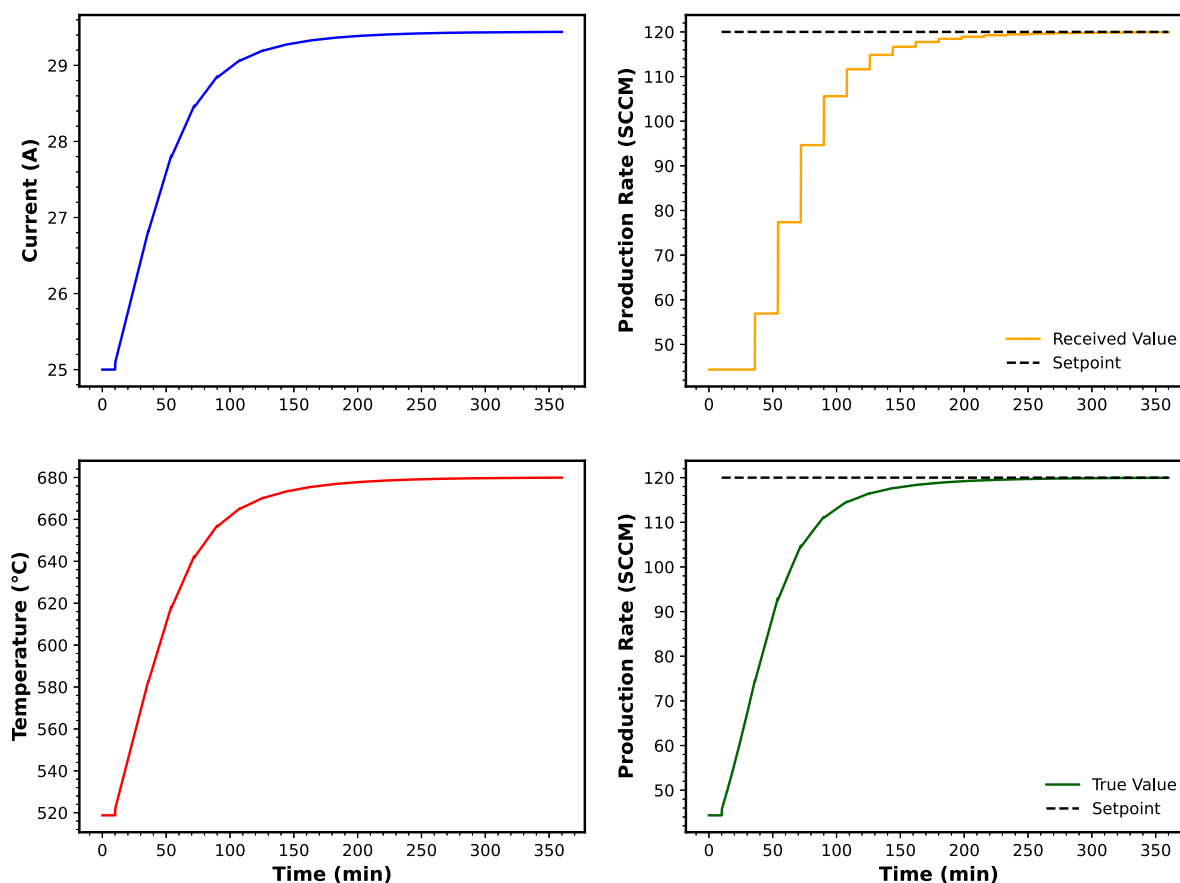 Current (A)
29
28
27
26
25
0 50 100 150 200 250 300 350
Production Rate (SCCM)
120
110
100
90
80
70
60
50
Received Value
Setpoint
0 50 100 150 200 250 300 350
Temperature (°C)
680
660
640
620
600
580
560
540
520
0 50 100 150 200 250 300 350
Time (min)
Production Rate (SCCM)
120
110
100
90
80
70
60
50
True Value
Setpoint
0 50 100 150 200 250 300 350
Time (min)